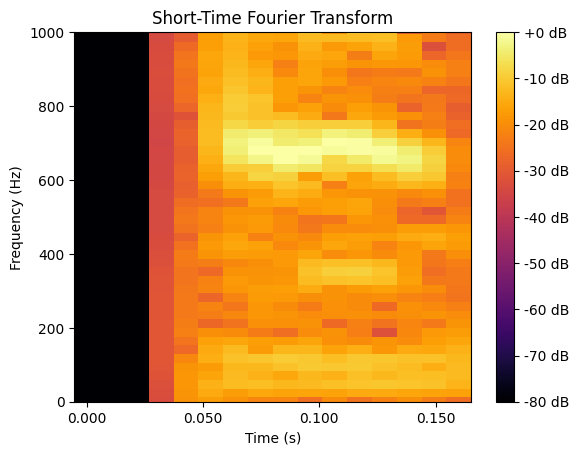 Short-Time Fourier Transform
1000
800
600
400
200
0
Frequency (Hz)
0.000
0.050
0.100
0.150
Time (s)
+0 dB
-10 dB
-20 dB
-30 dB
-40 dB
-50 dB
-60 dB
-70 dB
-80 dB